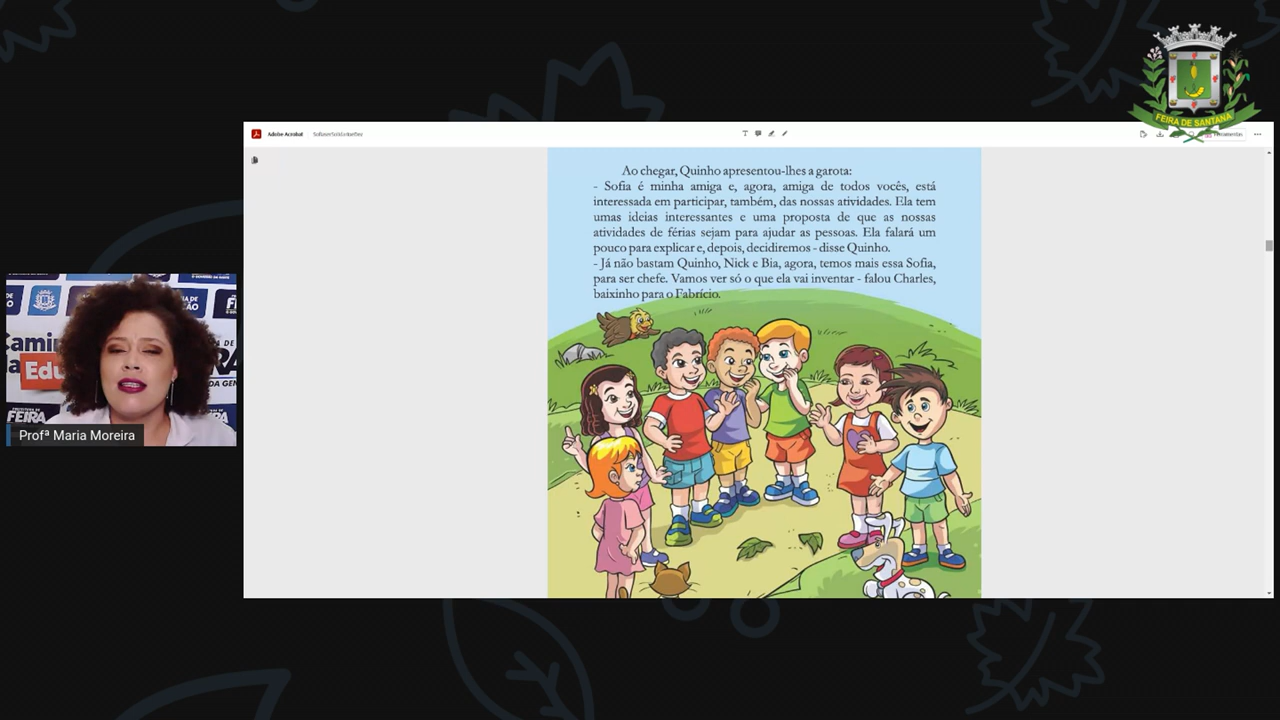 FEIRA DE SANTANA
Adobe Acrobat
Ao chegar, Quinho apresentou-lhes a garota:
- Sofia é minha amiga e, agora, amiga de todos vocês, está
interessada em participar, também, das nossas atividades. Ela tem
umas ideias interessantes e uma proposta de que as nossas
atividades de férias sejam para ajudar as pessoas. Ela falará um
pouco para explicar e, depois, decidiremos - disse Quinho.
- Já não bastam Quinho, Nick e Bia, agora, temos mais essa Sofia,
para ser chefe. Vamos ver só o que ela vai inventar - falou Charles,
baixinho para o Fabrício.
Cami
Edu
FEIRA
Profª Maria Moreira